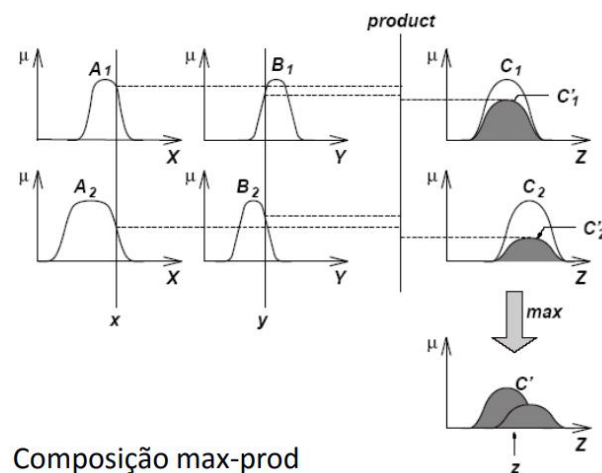 product
μ A1 X
μ B1 Y
μ C1 C'1 Z
μ A2 X
μ B2 Y
μ C2 C'2 Z
x y
max
μ C' Z
z
Composição max-prod